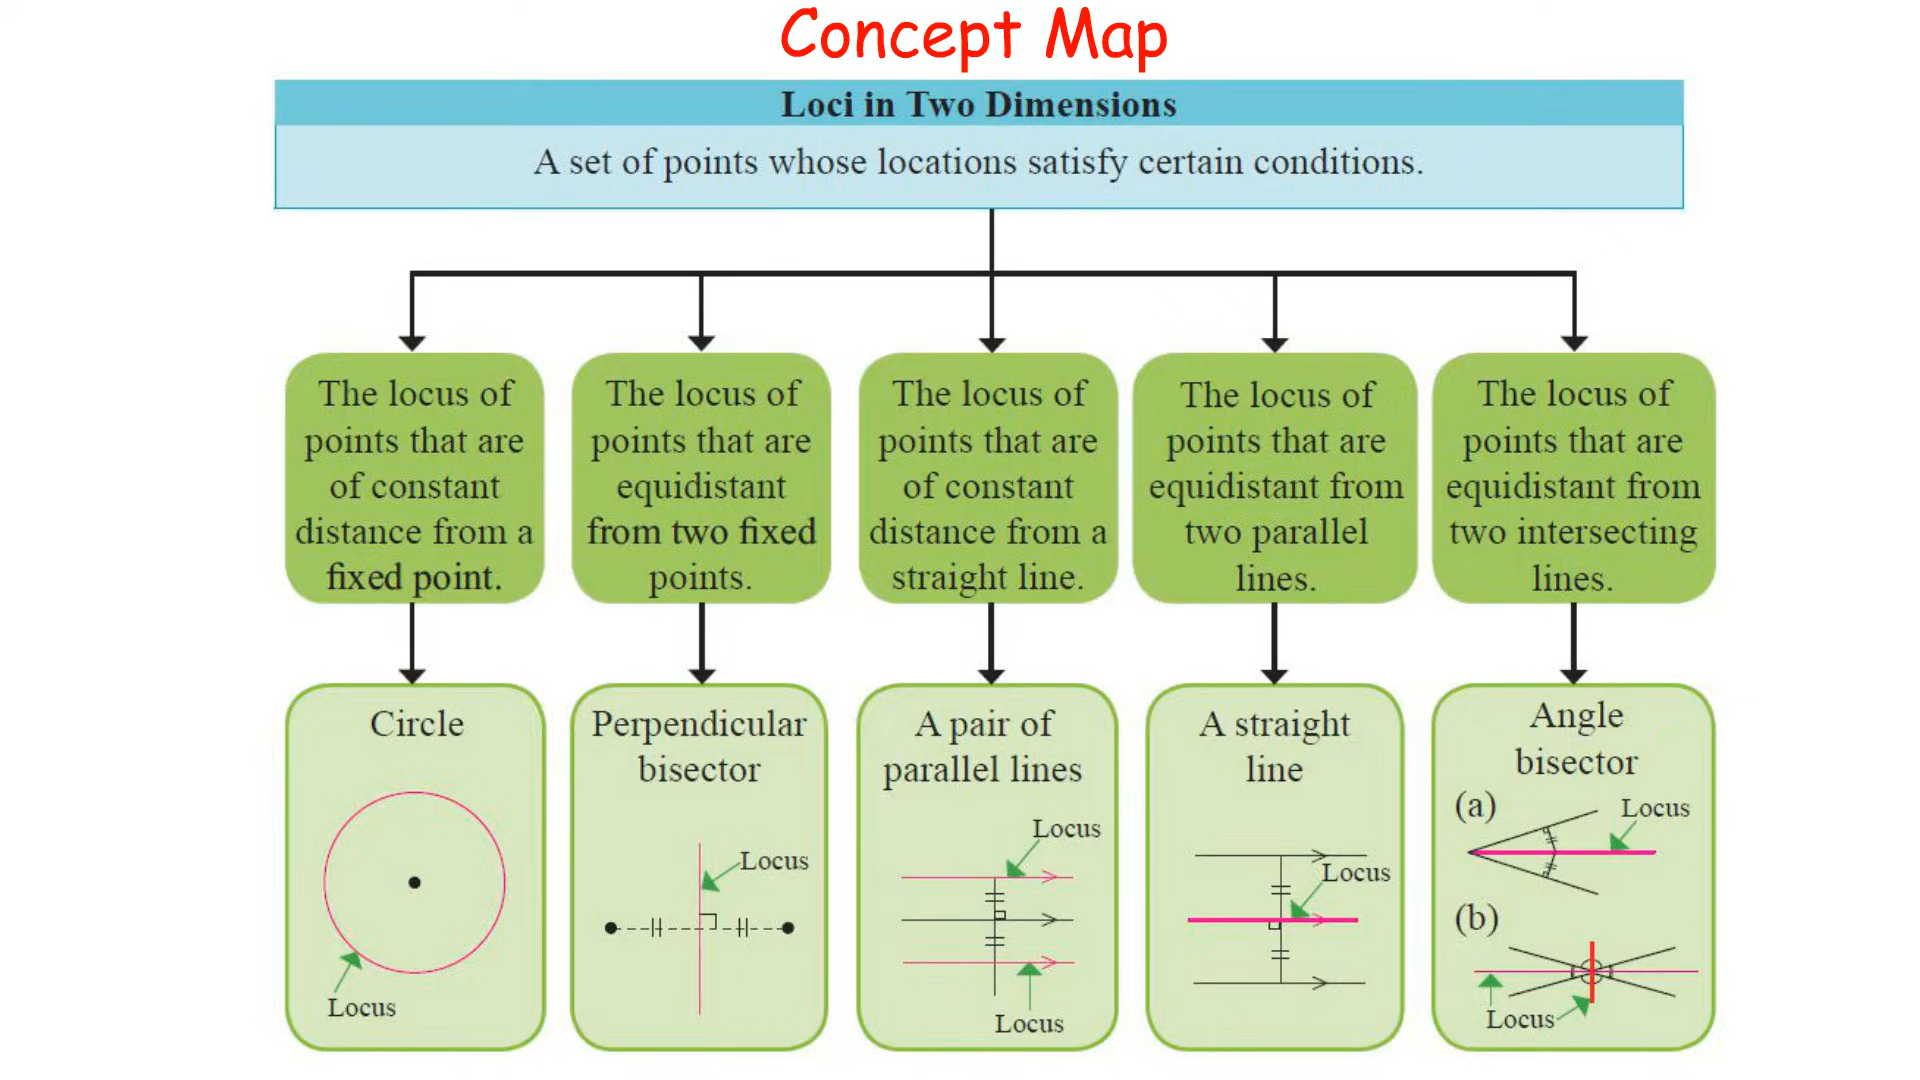 Concept Map
Loci in Two Dimensions
A set of points whose locations satisfy certain conditions.
The locus of
points that are
of constant
distance from a
fixed point.
The locus of
points that are
equidistant
from two fixed
points.
The locus of
points that are
of constant
distance from a
straight line.
The locus of
points that are
equidistant from
two parallel
lines.
The locus of
points that are
equidistant from
two intersecting
lines.
Circle
Locus
Perpendicular
bisector
Locus
A pair of
parallel lines
Locus
Locus
A straight
line
Locus
Angle
bisector
(a)
Locus
(b)
Locus